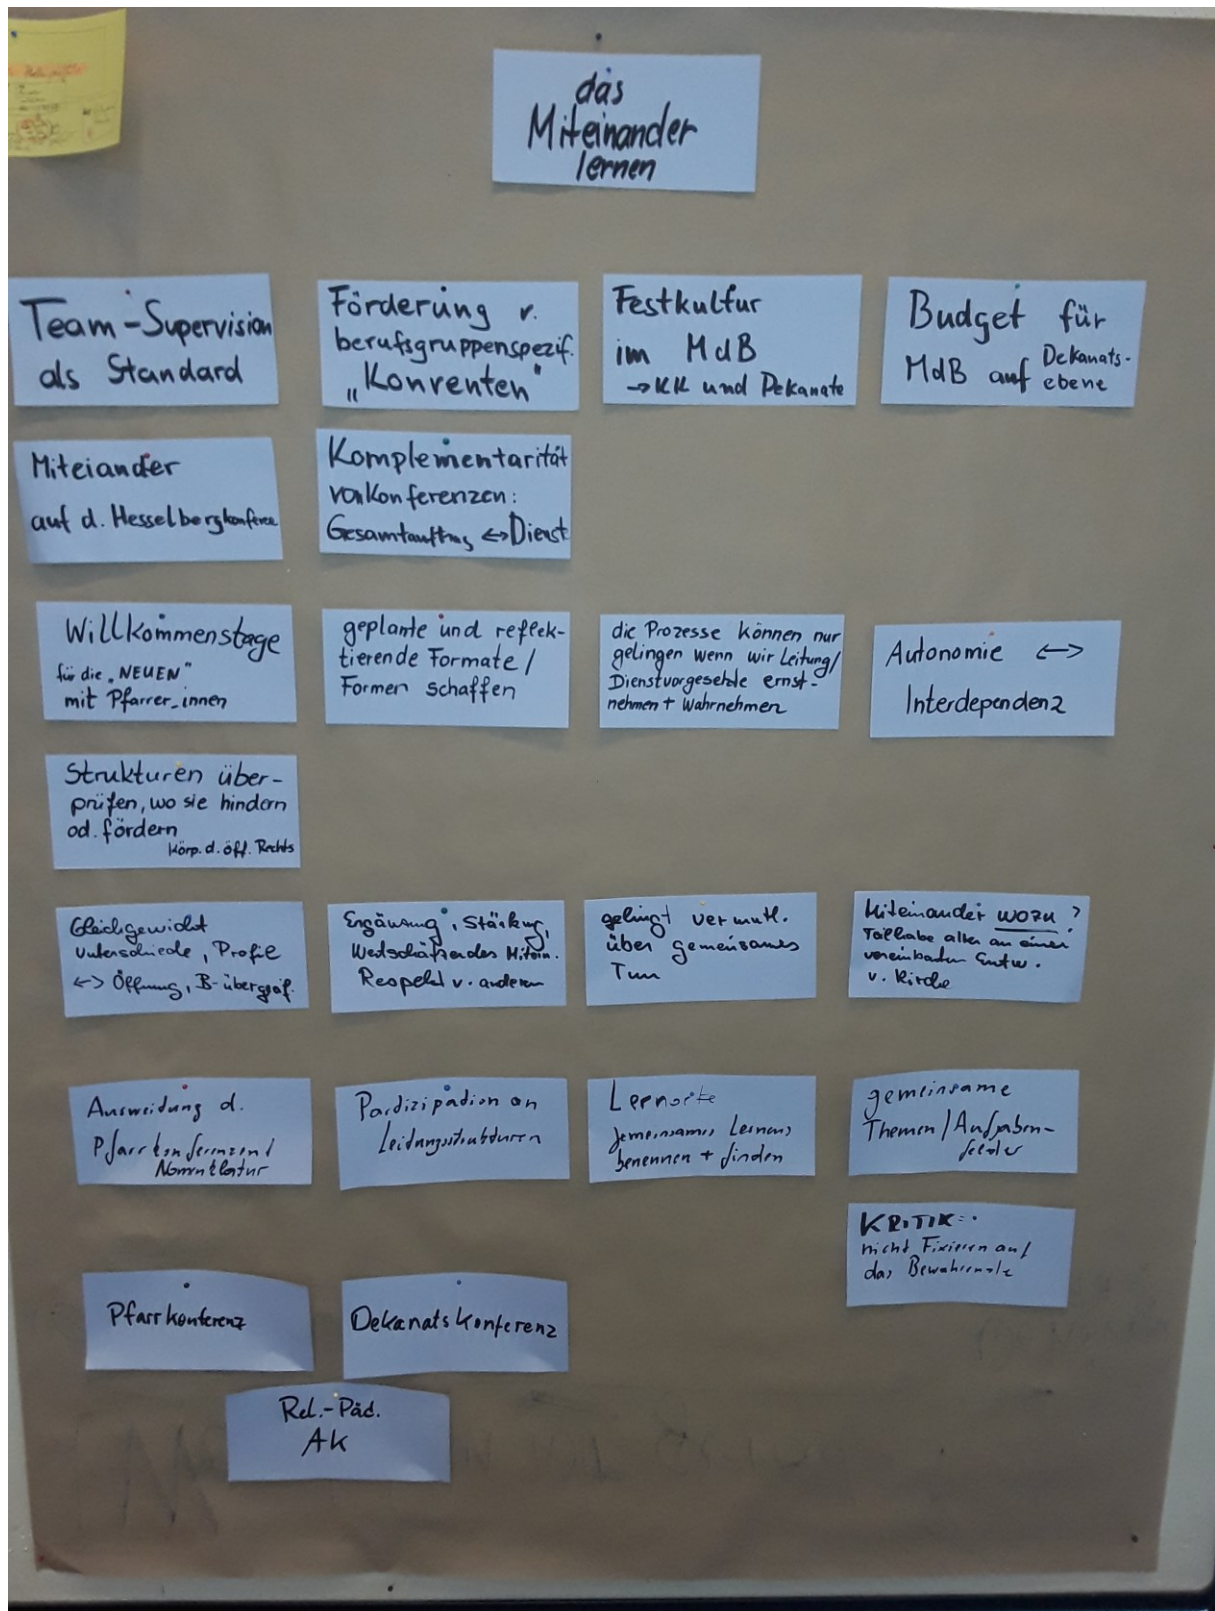 das
Miteinander
lernen
Team-Supervision
als Standard
Förderung v.
berufsgruppenspezif.
„Konventen"
Festkultur
im MdB
→ KK und Dekanate
Budget für
MdB auf Dekanats-
ebene
Miteiander
auf d. Hesselbergkonferenz
Komplementarität
von Konferenzen:
Gesamtauftrag ↔ Dienst
Willkommenstage
für die „NEUEN"
mit Pfarrer_innen
geplante und reflek-
tierende Formate /
Formen schaffen
die Prozesse können nur
gelingen wenn wir Leitung/
Dienstvorgesetzte ernst-
nehmen + Wahrnehmen
Autonomie ↔
Interdependenz
Strukturen über-
prüfen, wo sie hindern
od. fördern
Körp. d. öff. Rechts
Gleichgewicht
Unterschiede, Profil
↔ Öffnung, B-übergreif.
Ergänzung, Stärkung,
Wertschätzendes Mitein.
Respekt v. anderem
gelingt vermutl.
über gemeinsames
Tun
Miteinander wozu?
Teilhabe aller an einer
vereinbarten Entw.
v. Kirche
Ausweitung d.
Pfarrkonferenzen /
Nomenklatur
Partizipation an
Leitungsstrukturen
Lernorte
gemeinsames Lernens
benennen + finden
gemeinsame
Themen / Aufgaben-
felder
KRITIK:
nicht Fixieren auf
das Bewahrende
Pfarrkonferenz
Dekanatskonferenz
Rel.-Päd.
AK